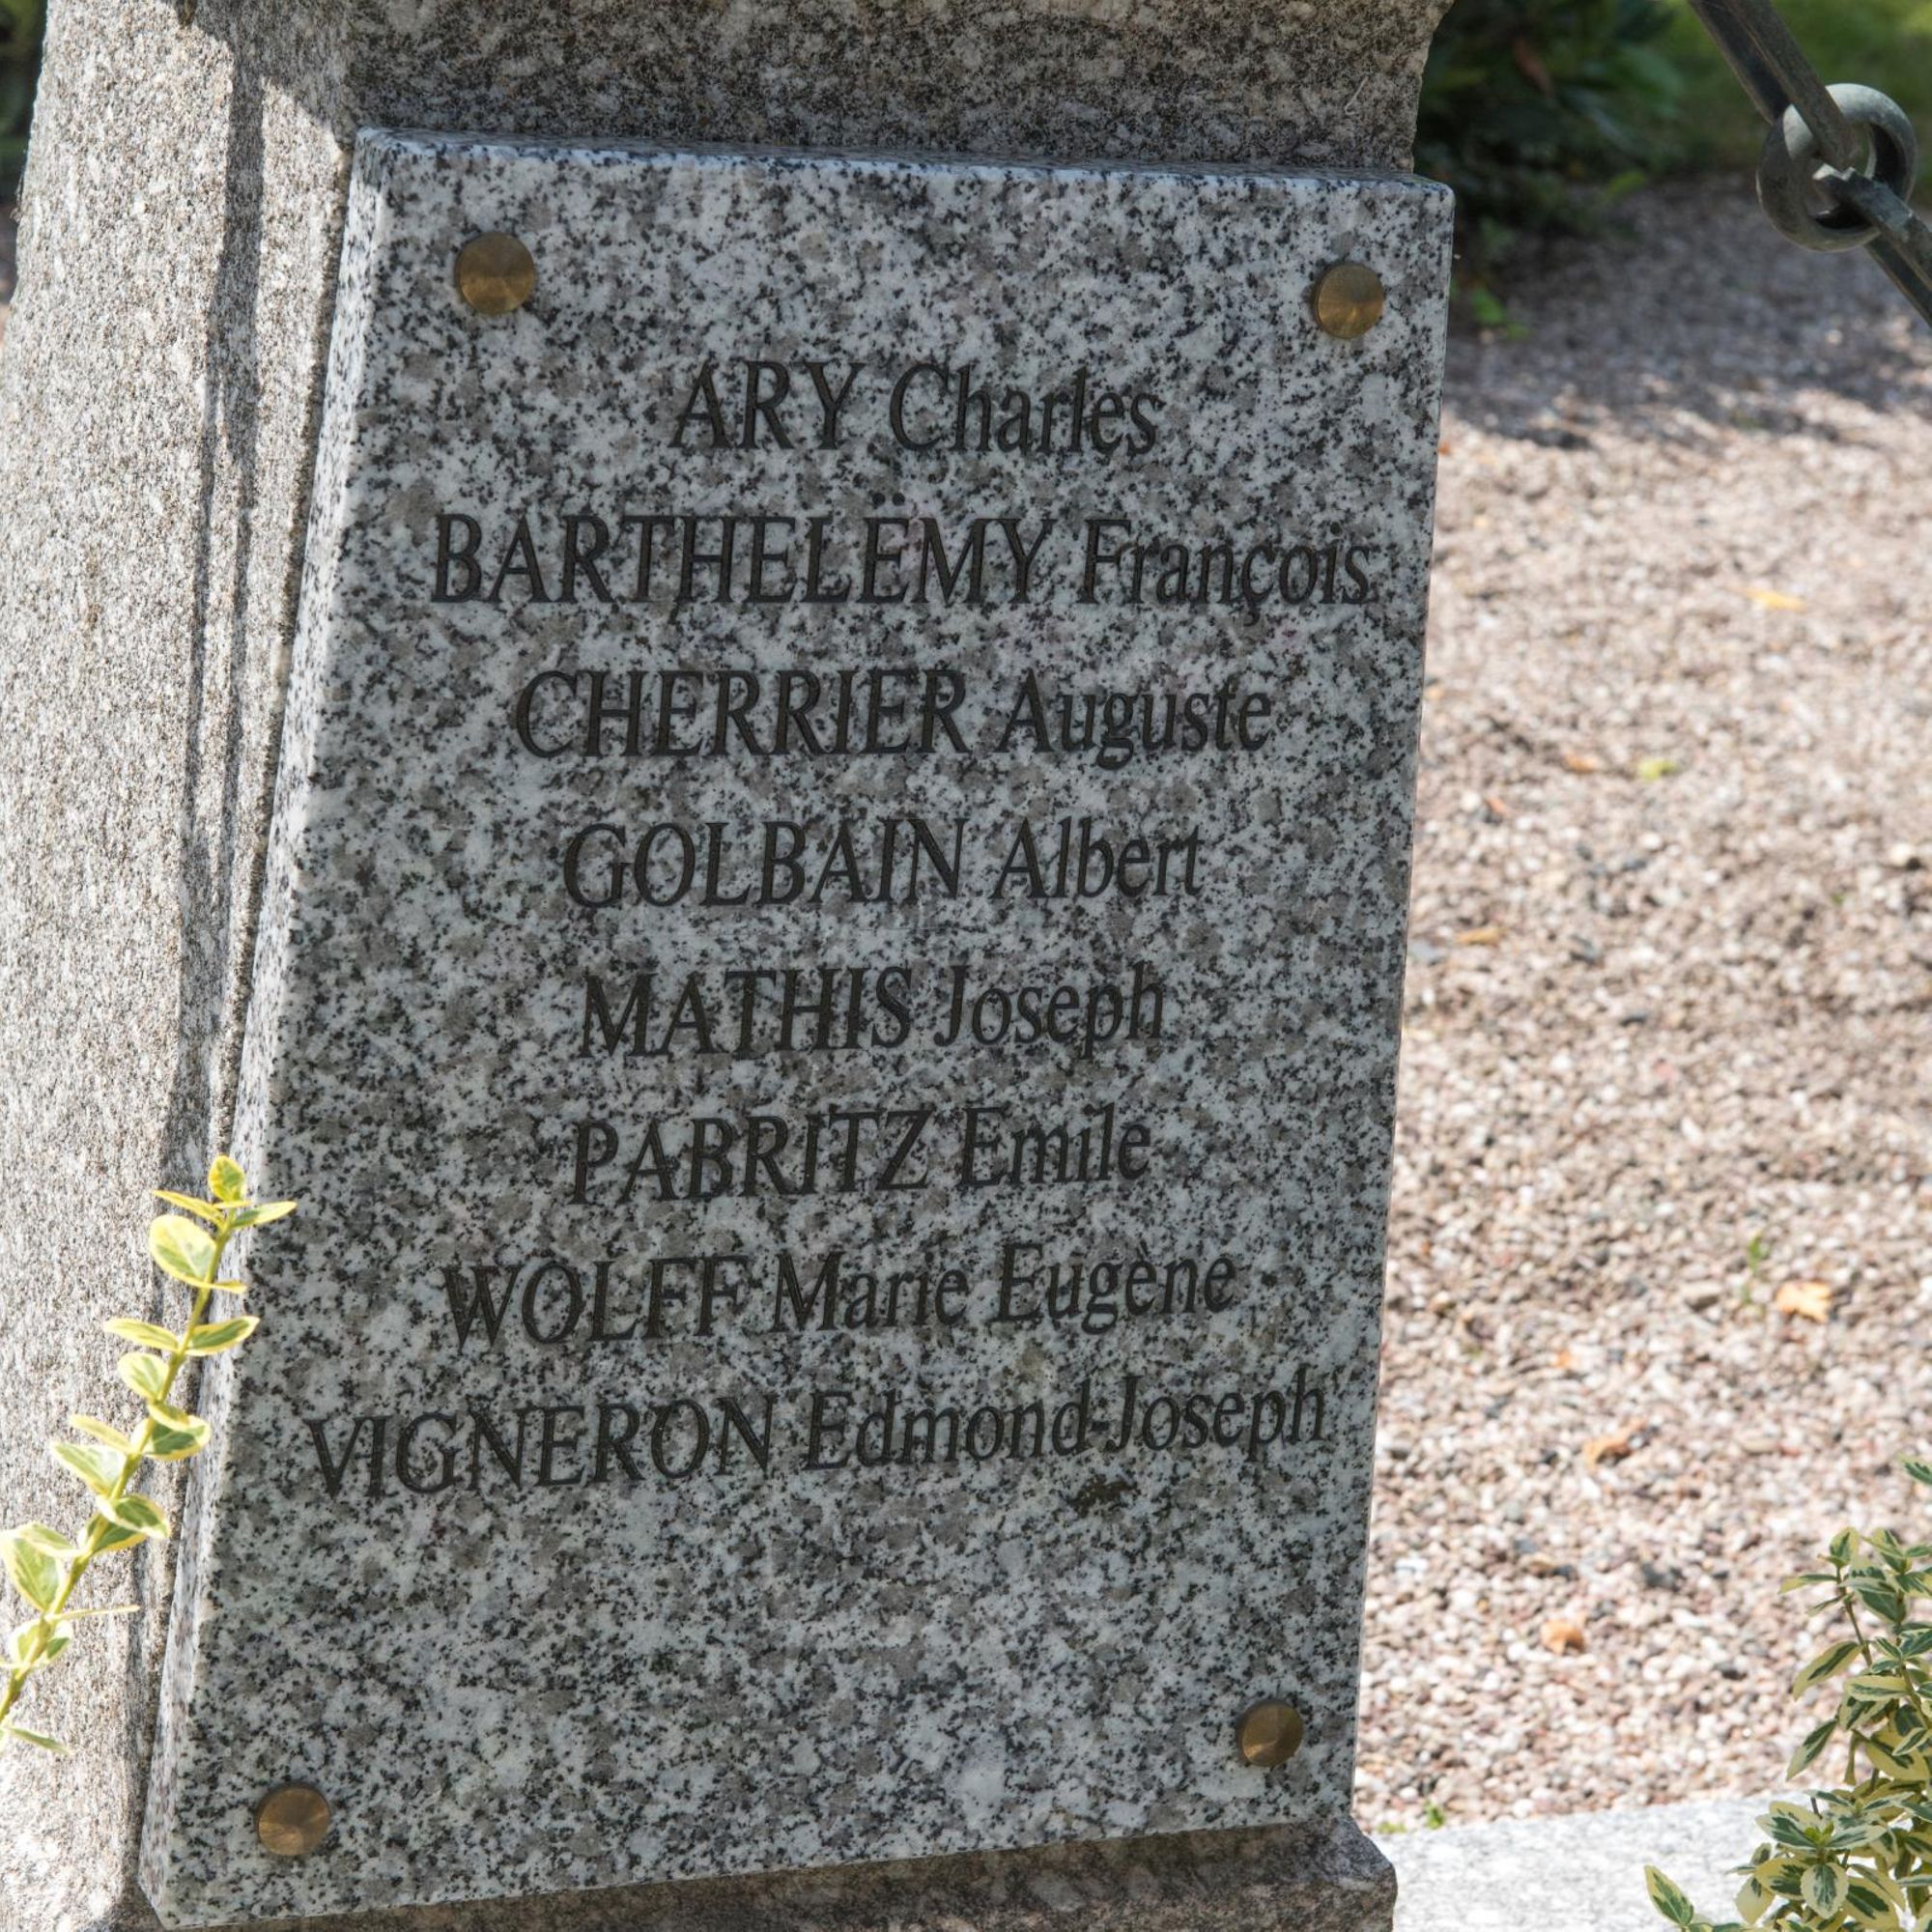 ARY Charles
BARTHELËMY François
CHERRIER Auguste
GOLBAIN Albert
MATHIS Joseph
PABRITZ Emile
WOLFF Marie Eugène
VIGNERON Edmond-Joseph